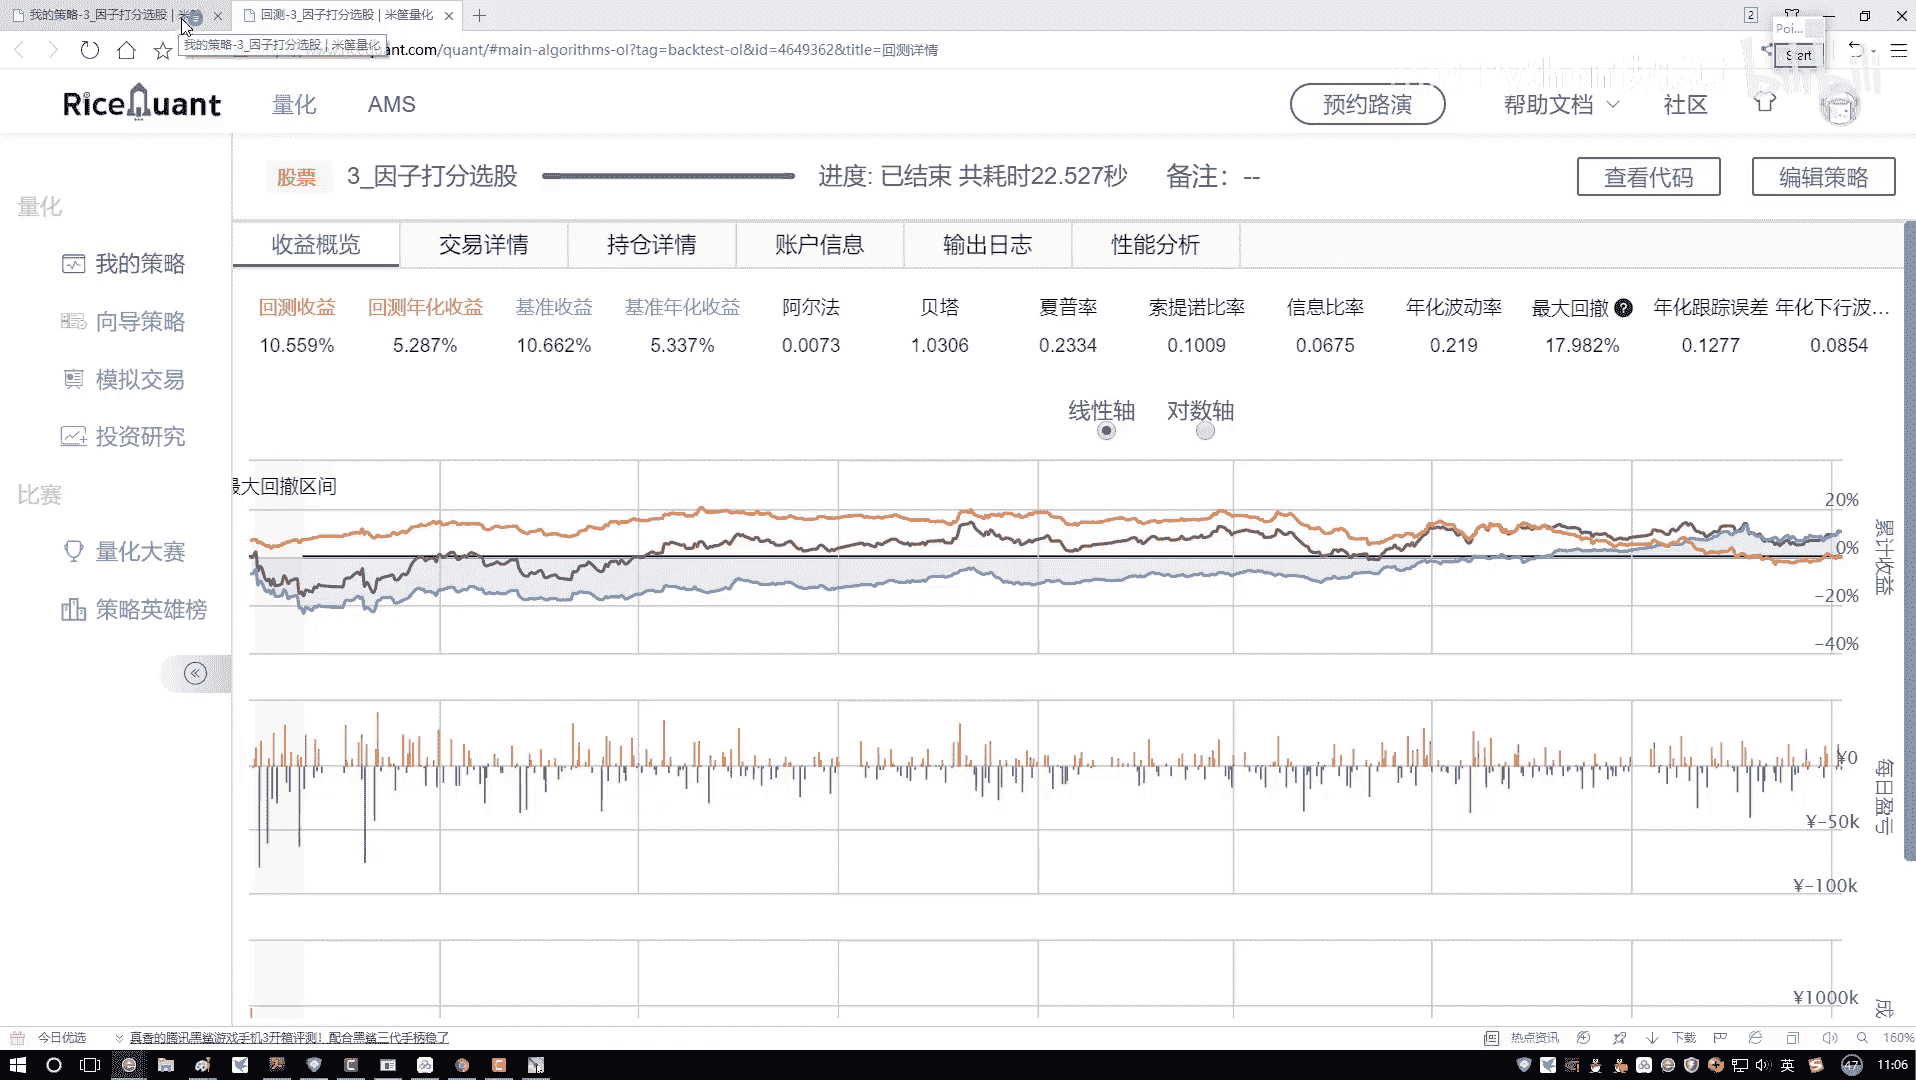 我的策略-3_因子打分选股 | 米筐
回测-3_因子打分选股 | 米筐量化
2
Poi...
我的策略-3_因子打分选股 | 米筐量化
quant.com/quant/#main-algorithms-ol?tag=backtest-ol&id=4649362&title=回测详情
Start
RiceQuant
量化
AMS
预约路演
帮助文档
社区
股票
3_因子打分选股
进度: 已结束 共耗时22.527秒
备注: --
查看代码
编辑策略
量化
我的策略
向导策略
模拟交易
投资研究
比赛
量化大赛
策略英雄榜
收益概览
交易详情
持仓详情
账户信息
输出日志
性能分析
回测收益 回测年化收益 基准收益 基准年化收益 阿尔法 贝塔 夏普率 索提诺比率 信息比率 年化波动率 最大回撤 年化跟踪误差 年化下行波...
10.559% 5.287% 10.662% 5.337% 0.0073 1.0306 0.2334 0.1009 0.0675 0.219 17.982% 0.1277 0.0854
线性轴 对数轴
最大回撤区间
20%
0%
-20%
-40%
累计收益
¥0
¥-50k
¥-100k
每日盈亏
¥1000k
成
今日优选
真香的腾讯黑鲨游戏手机3开箱评测！配合黑鲨三代手柄稳了
热点资讯
下载
160%
英
47
11:06